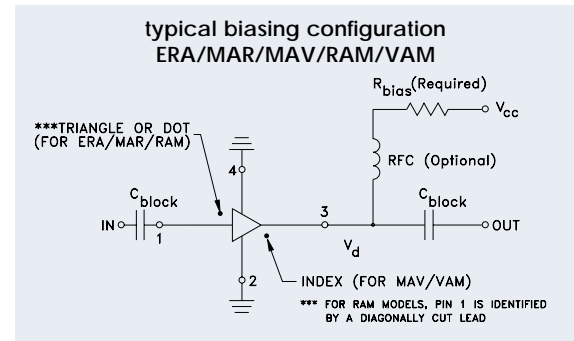 typical biasing configuration
ERA/MAR/MAV/RAM/VAM
Rbias(Required)
Vcc
***TRIANGLE OR DOT
(FOR ERA/MAR/RAM)
RFC (Optional)
4
Cblock
Cblock
3
IN
1
Vd
OUT
2
INDEX (FOR MAV/VAM)
*** FOR RAM MODELS, PIN 1 IS IDENTIFIED
BY A DIAGONALLY CUT LEAD